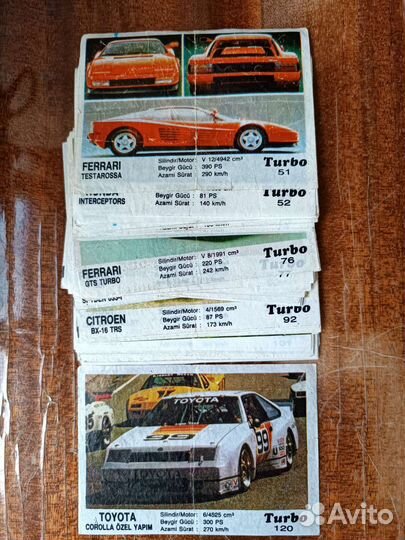 FERRARI
TESTAROSSA
Silindir/Motor: V 12/4942 cm³
Beygir Gücü : 390 PS
Azami Sürat : 290 km/h
Turbo
51
INTERCEPTORS
Beygir Gücü : 81 PS
Azami Sürat : 140 km/h
Turbo
52
FERRARI
GTS TURBO
Silindir/Motor: V 8/1991 cm³
Beygir Gücü : 220 PS
Azami Sürat : 242 km/h
Turbo
76
77
CITROEN
BX-16 TRS
Silindir/Motor: 4/1569 cm³
Beygir Gücü : 87 PS
Azami Sürat : 173 km/h
Turbo
92
TOYOTA
99
99
TOYOTA
COROLLA ÖZEL YAPIM
Silindir/Motor: 6/4525 cm³
Beygir Gücü : 300 PS
Azami Sürat : 270 km/h
Turbo
120
Avito